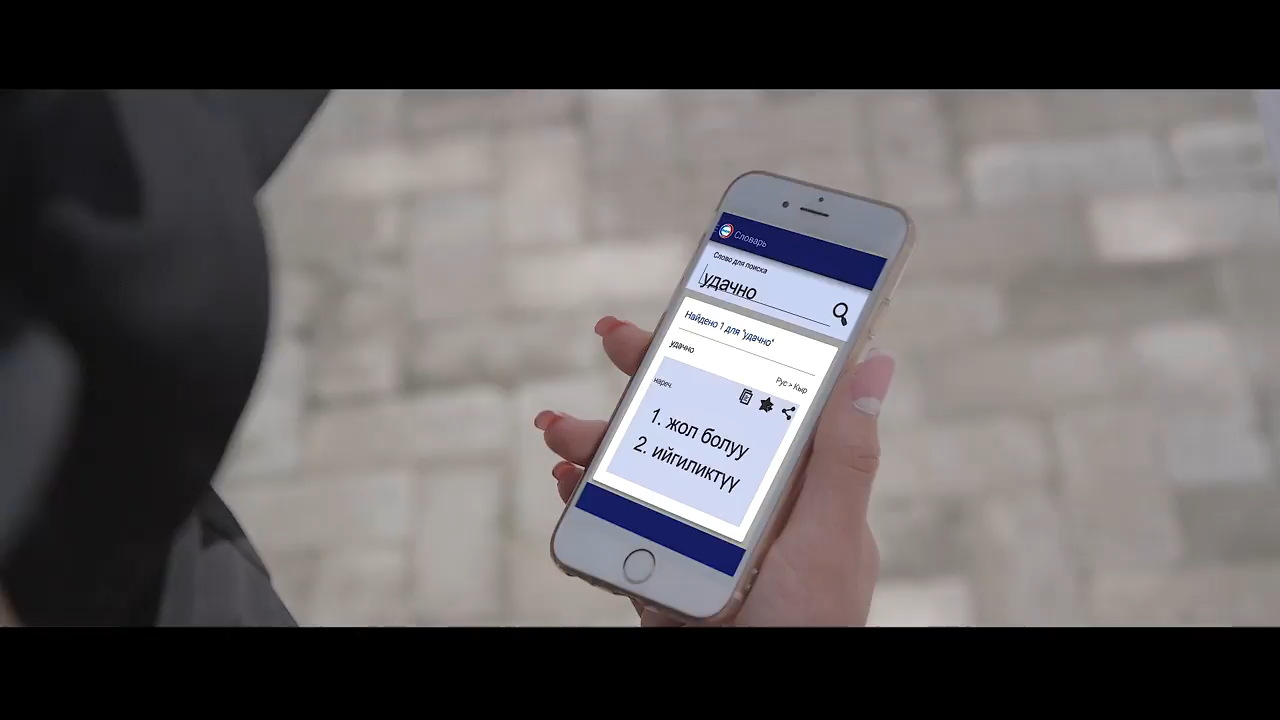 Словарь
Слово для поиска
удачно
Найдено 1 для "удачно"
удачно
Рус > Кыр
нареч.
1. жол болуу
2. ийгиликтүү